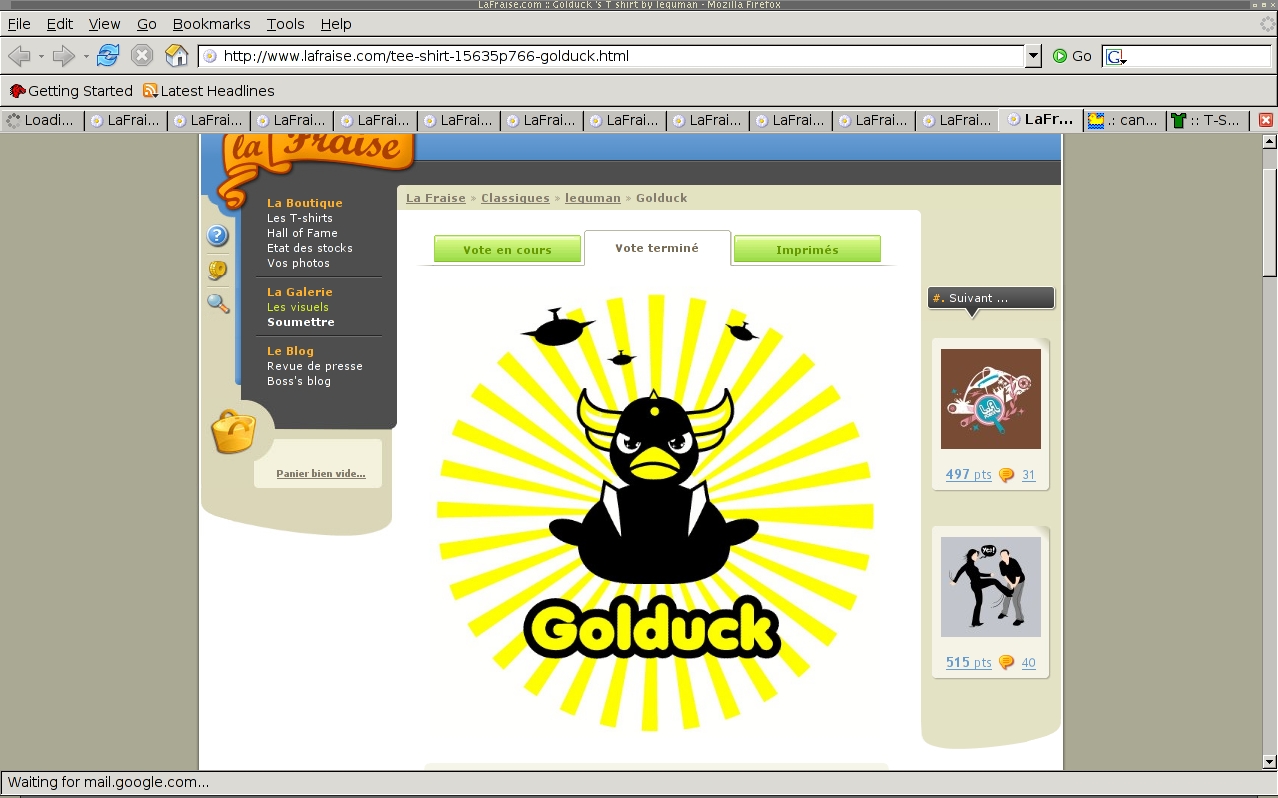 LaFraise.com :: Golduck 's T shirt by leguman - Mozilla Firefox
File Edit View Go Bookmarks Tools Help
http://www.lafraise.com/tee-shirt-15635p766-golduck.html
Go
G
Getting Started Latest Headlines
Loadi... LaFrai... LaFrai... LaFrai... LaFrai... LaFrai... LaFrai... LaFrai... LaFrai... LaFrai... LaFrai... LaFrai... LaFr... .: can... :: T-S...
la Fraise
La Boutique
Les T-shirts
Hall of Fame
Etat des stocks
Vos photos
La Galerie
Les visuels
Soumettre
Le Blog
Revue de presse
Boss's blog
Panier bien vide...
La Fraise » Classiques » leguman » Golduck
Vote en cours
Vote terminé
Imprimés
Golduck
#. Suivant ...
497 pts 31
Yes!
515 pts 40
Waiting for mail.google.com...